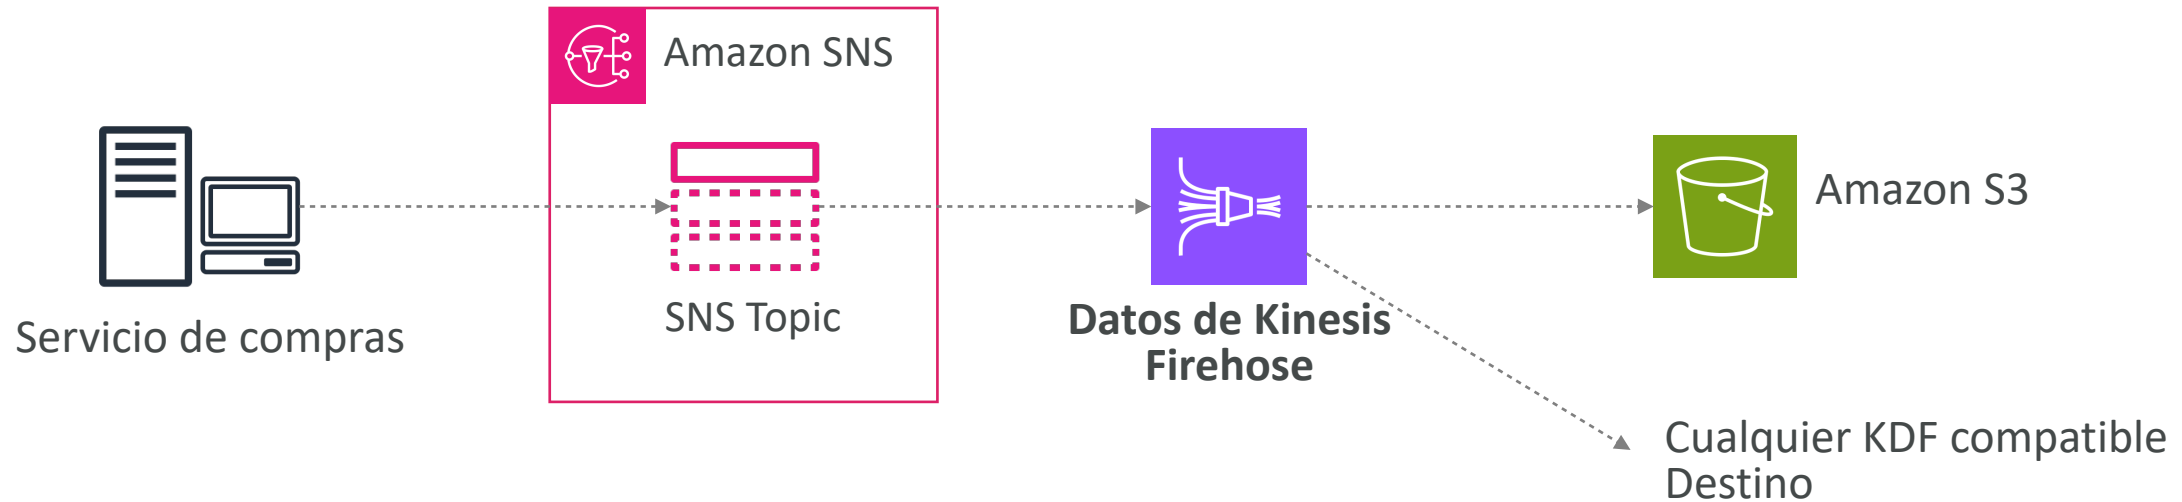 Amazon SNS
Servicio de compras
SNS Topic
Datos de Kinesis
Firehose
Amazon S3
Cualquier KDF compatible
Destino